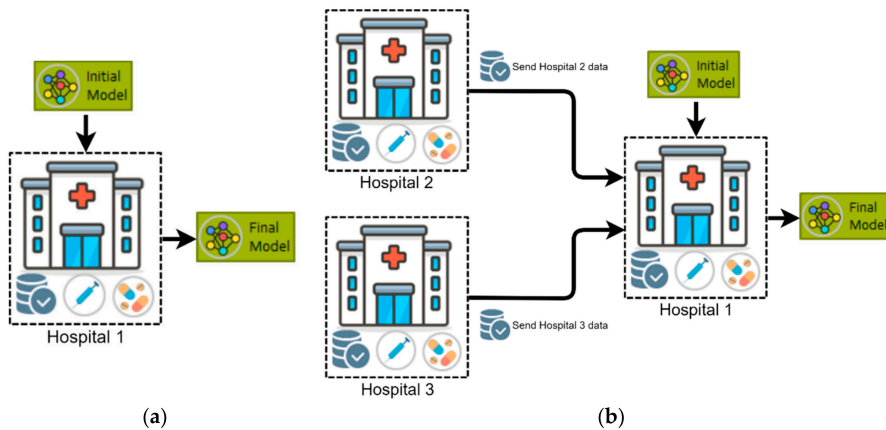 Initial
Model
Final
Model
Hospital 1
(a)
Hospital 2
Send Hospital 2 data
Hospital 3
Send Hospital 3 data
Initial
Model
Final
Model
Hospital 1
(b)